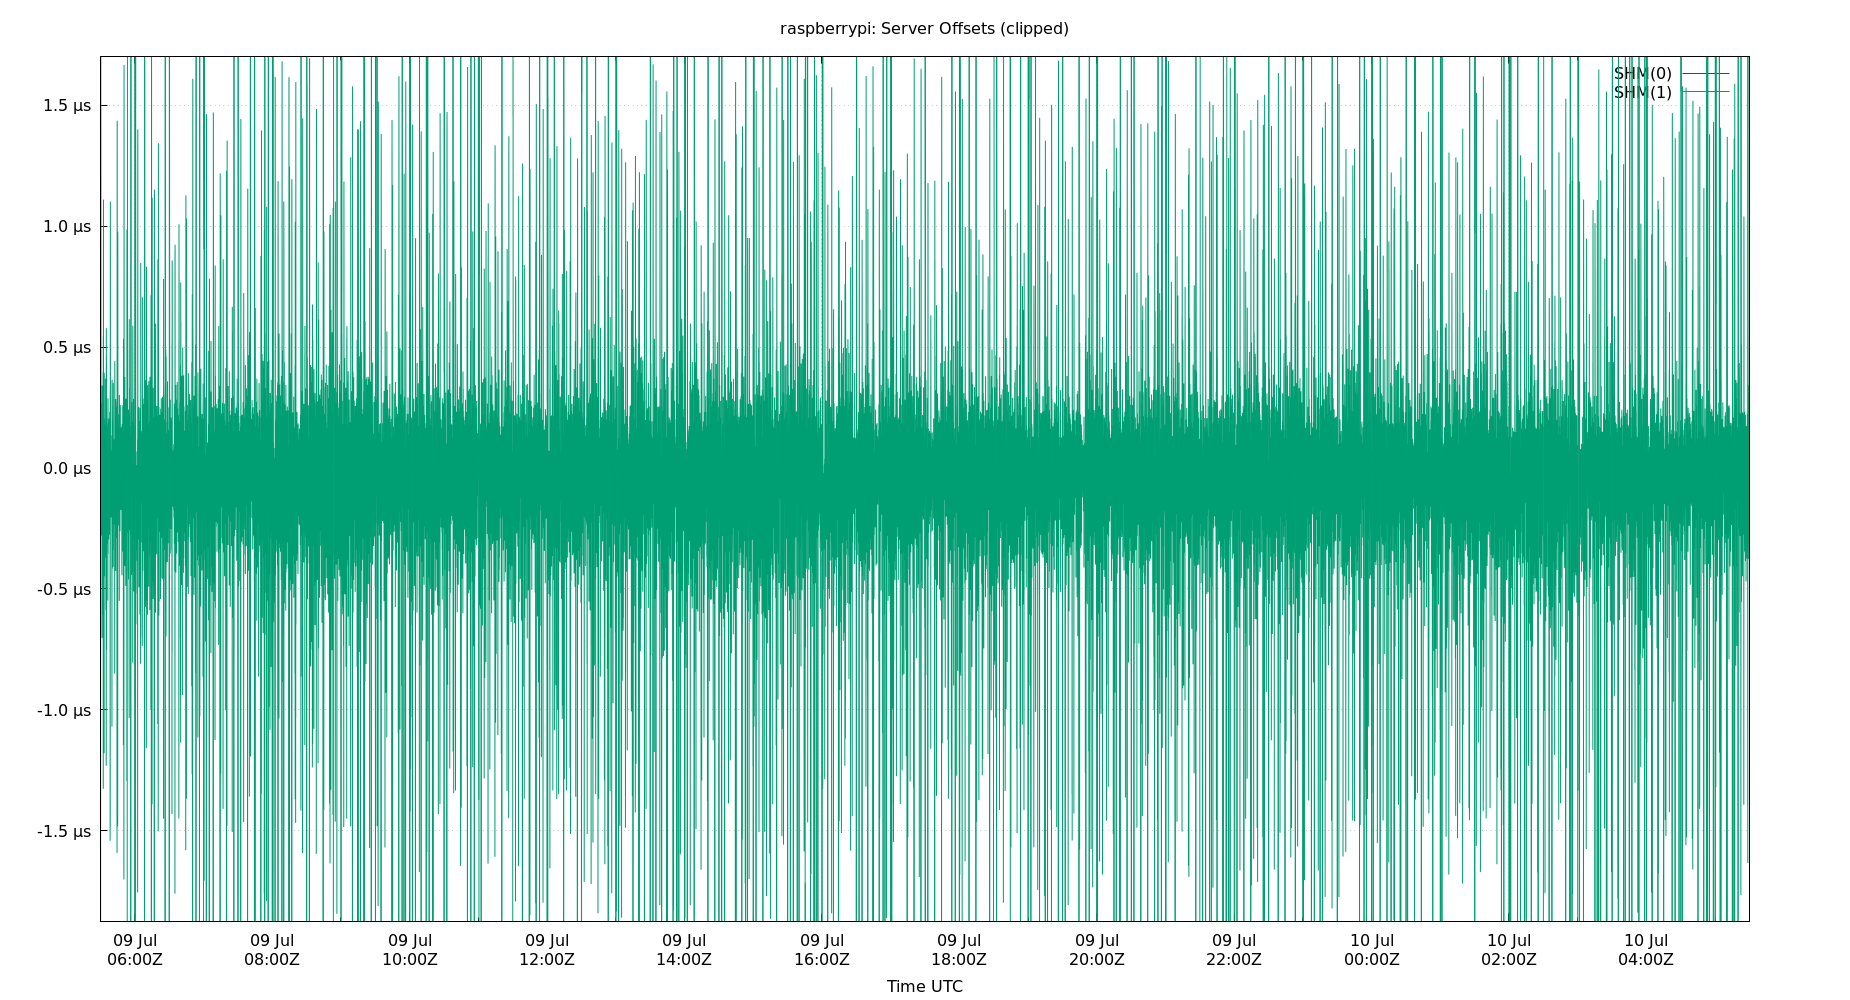 raspberrypi: Server Offsets (clipped)
SHM(0)
SHM(1)
1.5 µs
1.0 µs
0.5 µs
0.0 µs
-0.5 µs
-1.0 µs
-1.5 µs
09 Jul 09 Jul 09 Jul 09 Jul 09 Jul 09 Jul 09 Jul 09 Jul 09 Jul 10 Jul 10 Jul 10 Jul
06:00Z 08:00Z 10:00Z 12:00Z 14:00Z 16:00Z 18:00Z 20:00Z 22:00Z 00:00Z 02:00Z 04:00Z
Time UTC